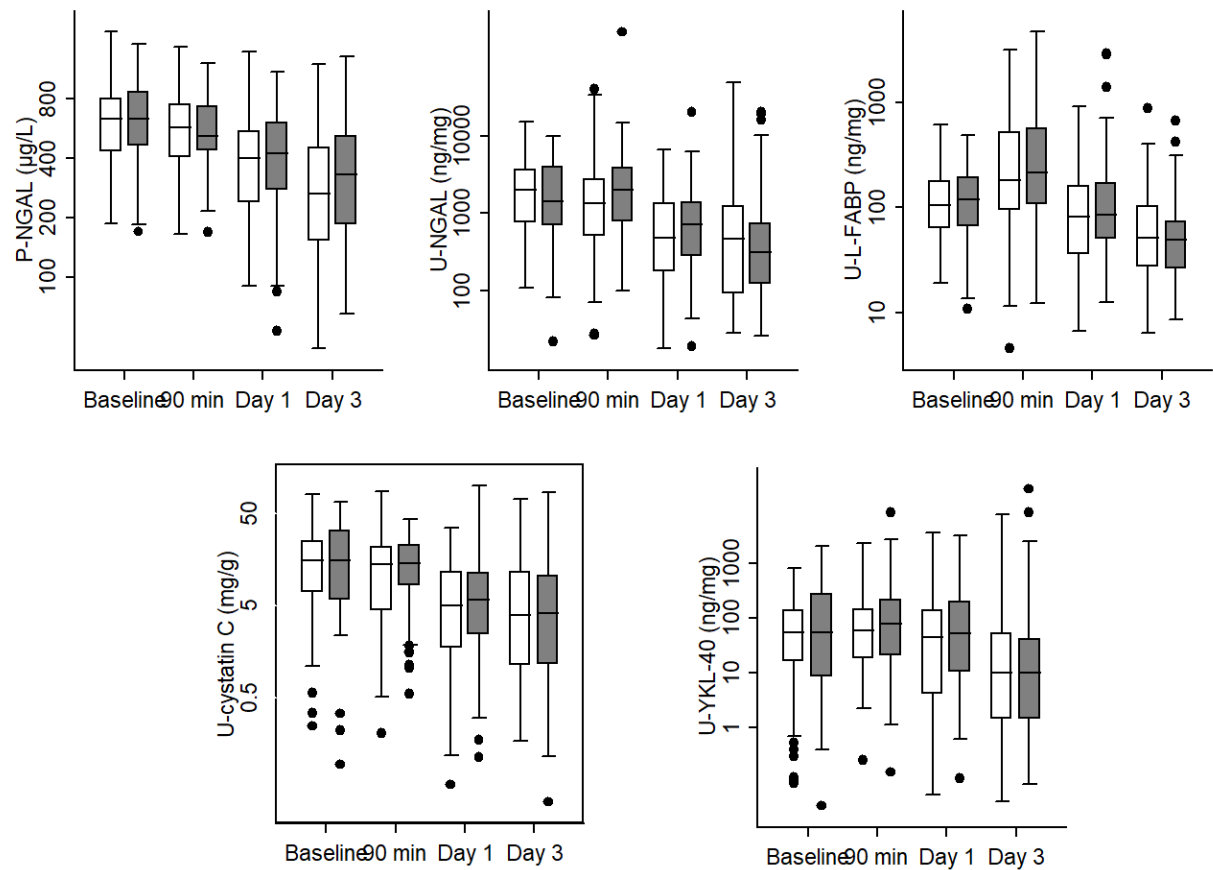 P-NGAL (µg/L)
800
400
200
100
Baseline
90 min
Day 1
Day 3
U-NGAL (ng/mg)
10000
1000
100
Baseline
90 min
Day 1
Day 3
U-L-FABP (ng/mg)
1000
100
10
Baseline
90 min
Day 1
Day 3
U-cystatin C (mg/g)
50
5
0.5
Baseline
90 min
Day 1
Day 3
U-YKL-40 (ng/mg)
1000
100
10
1
Baseline
90 min
Day 1
Day 3